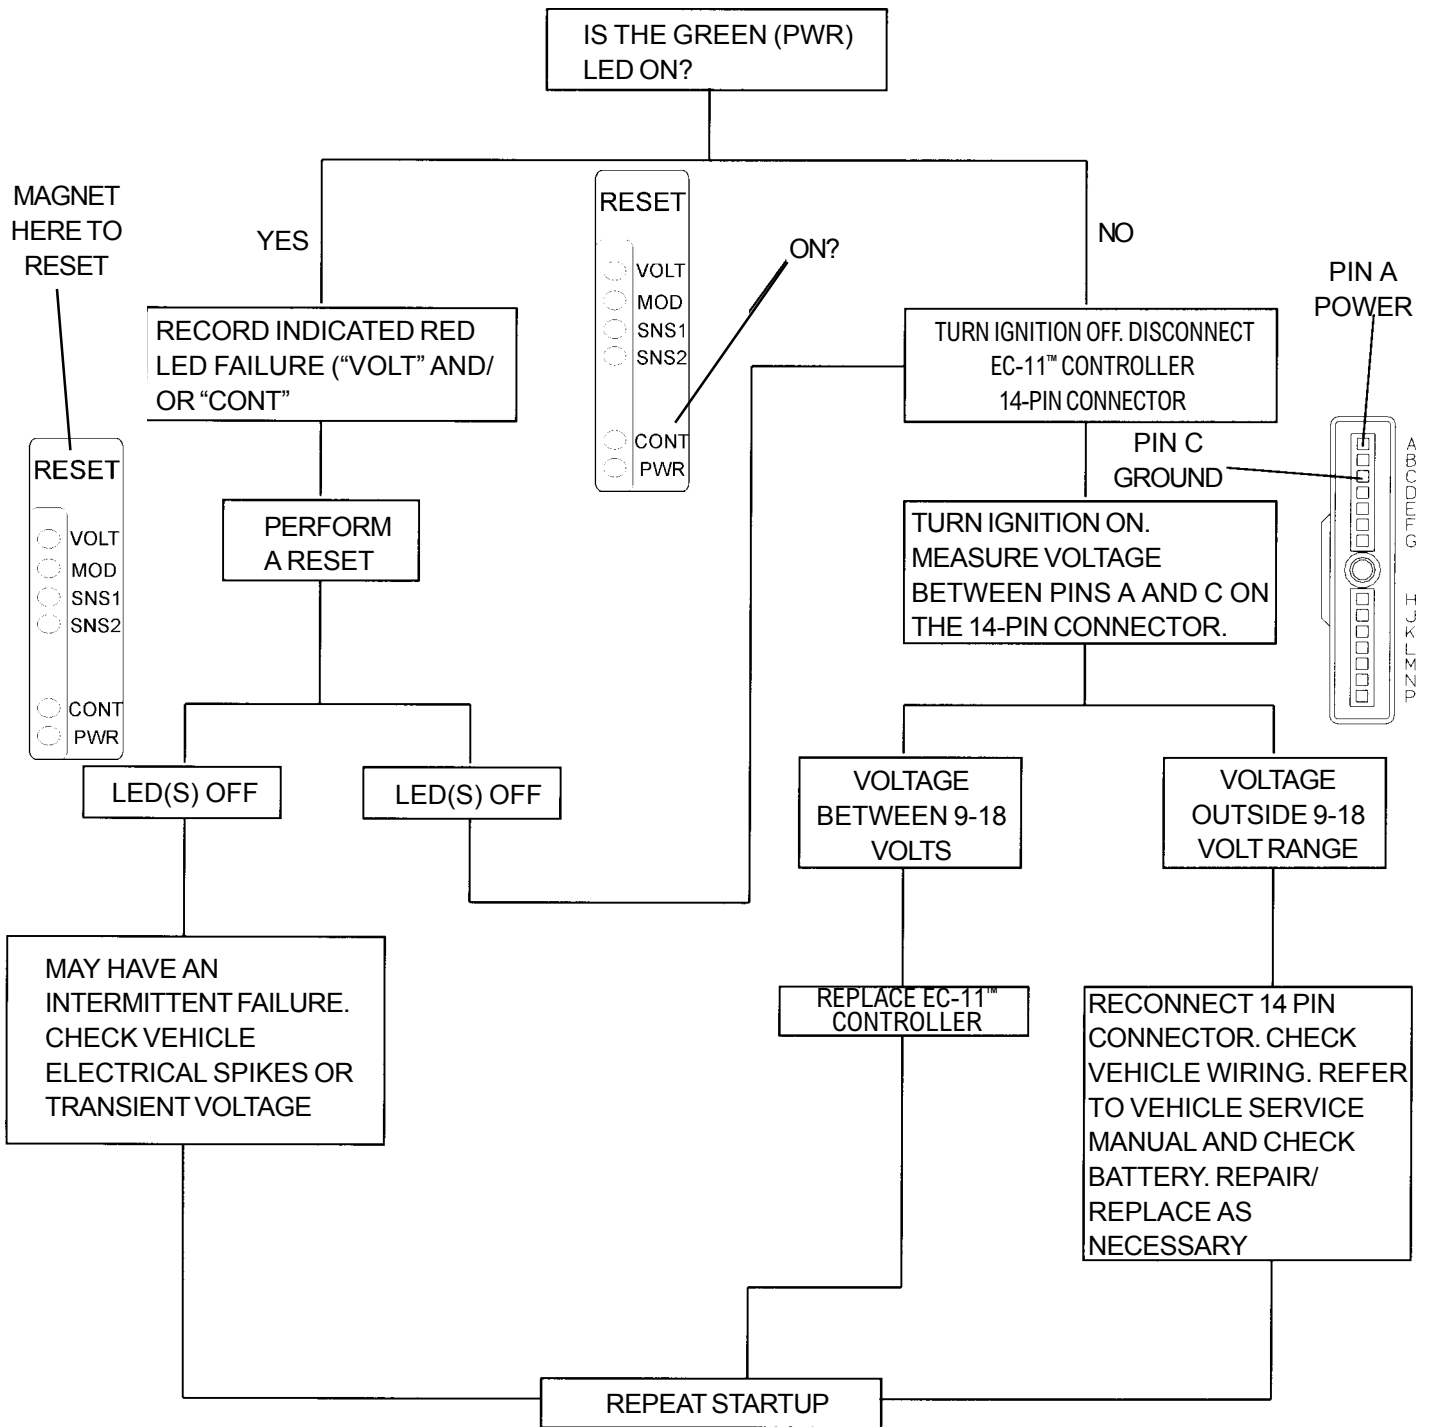 IS THE GREEN (PWR)
LED ON?
MAGNET
HERE TO
RESET
YES
RESET
VOLT
MOD
SNS1
SNS2
CONT
PWR
ON?
NO
PIN A
POWER
RECORD INDICATED RED
LED FAILURE (“VOLT” AND/
OR “CONT”
TURN IGNITION OFF. DISCONNECT
EC-11™ CONTROLLER
14-PIN CONNECTOR
PIN C
GROUND
A
B
C
D
E
F
G
H
J
K
L
M
N
P
RESET
VOLT
MOD
SNS1
SNS2
CONT
PWR
PERFORM
A RESET
TURN IGNITION ON.
MEASURE VOLTAGE
BETWEEN PINS A AND C ON
THE 14-PIN CONNECTOR.
LED(S) OFF
LED(S) OFF
VOLTAGE
BETWEEN 9-18
VOLTS
VOLTAGE
OUTSIDE 9-18
VOLT RANGE
MAY HAVE AN
INTERMITTENT FAILURE.
CHECK VEHICLE
ELECTRICAL SPIKES OR
TRANSIENT VOLTAGE
REPLACE EC-11™
CONTROLLER
RECONNECT 14 PIN
CONNECTOR. CHECK
VEHICLE WIRING. REFER
TO VEHICLE SERVICE
MANUAL AND CHECK
BATTERY. REPAIR/
REPLACE AS
NECESSARY
REPEAT STARTUP